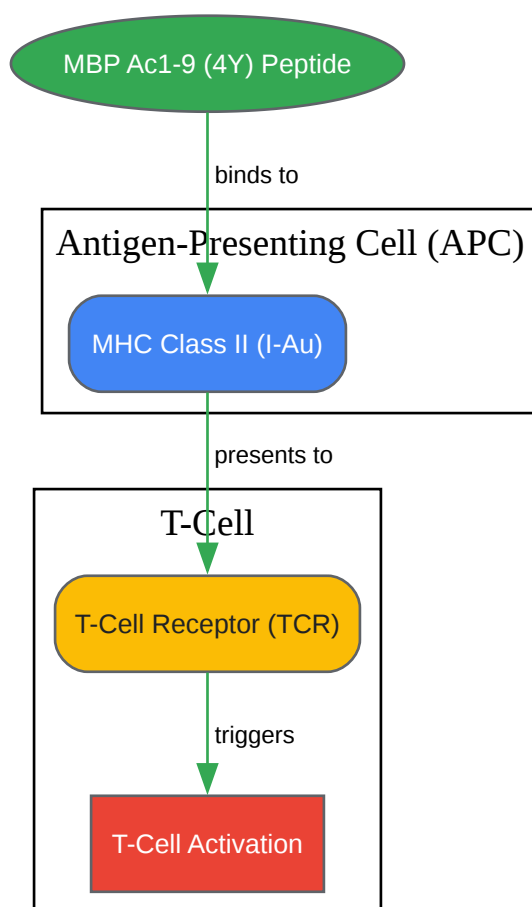 MBP Ac1-9 (4Y) Peptide
binds to
Antigen-Presenting Cell (APC)
MHC Class II (I-Au)
presents to
T-Cell
T-Cell Receptor (TCR)
triggers
T-Cell Activation